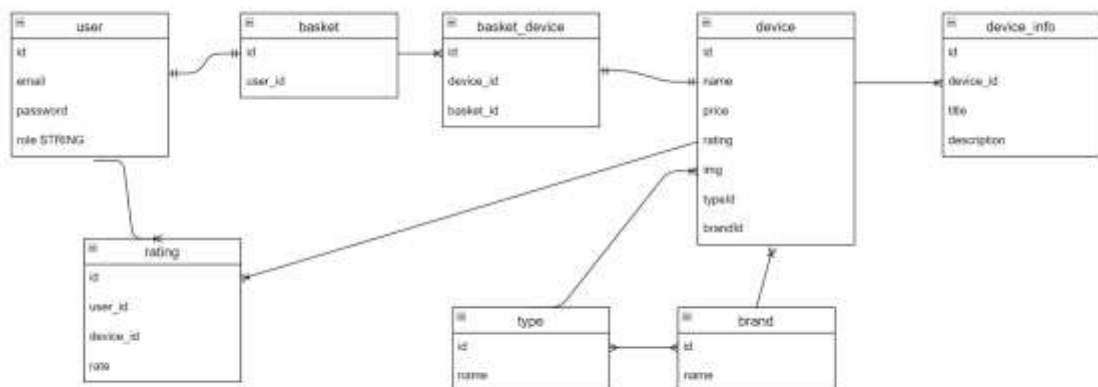 user
id
email
password
role STRING
basket
id
user_id
basket_device
id
device_id
basket_id
device
id
name
price
rating
img
typeId
brandId
device_info
id
device_id
title
description
rating
id
user_id
device_id
rate
type
id
name
brand
id
name